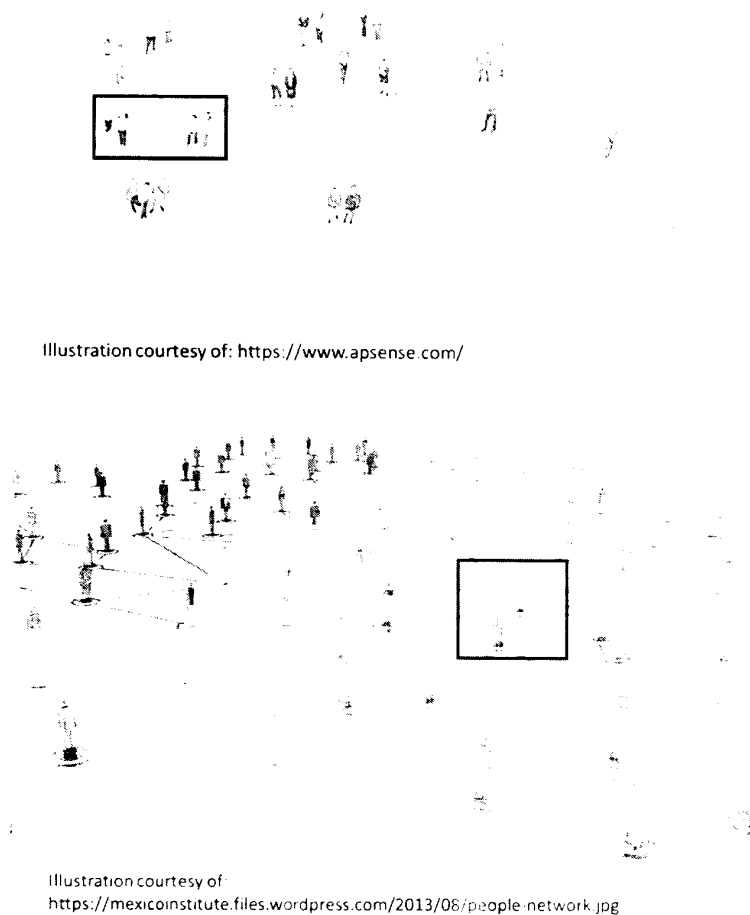 Illustration courtesy of: https://www.apsense.com/
Illustration courtesy of:
https://mexicoinstitute.files.wordpress.com/2013/08/people-network.jpg